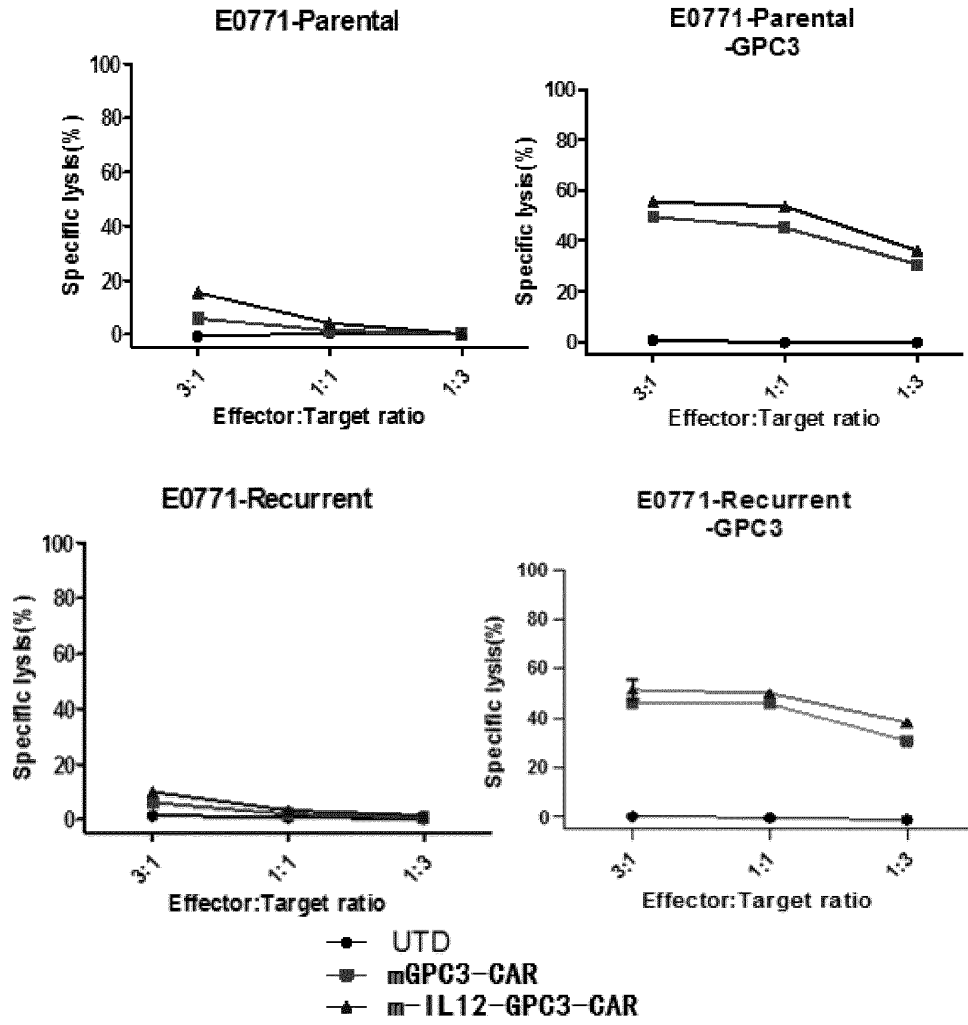 E0771-Parental
100
80
60
40
20
0
Specific lysis(%)
3:1
1:1
1:3
Effector:Target ratio
E0771-Parental
-GPC3
100
80
60
40
20
0
Specific lysis(%)
3:1
1:1
1:3
Effector:Target ratio
E0771-Recurrent
100
80
60
40
20
0
Specific lysis(%)
3:1
1:1
1:3
Effector:Target ratio
E0771-Recurrent
-GPC3
100
80
60
40
20
0
Specific lysis(%)
3:1
1:1
1:3
Effector:Target ratio
UTD
mGPC3-CAR
m-IL12-GPC3-CAR